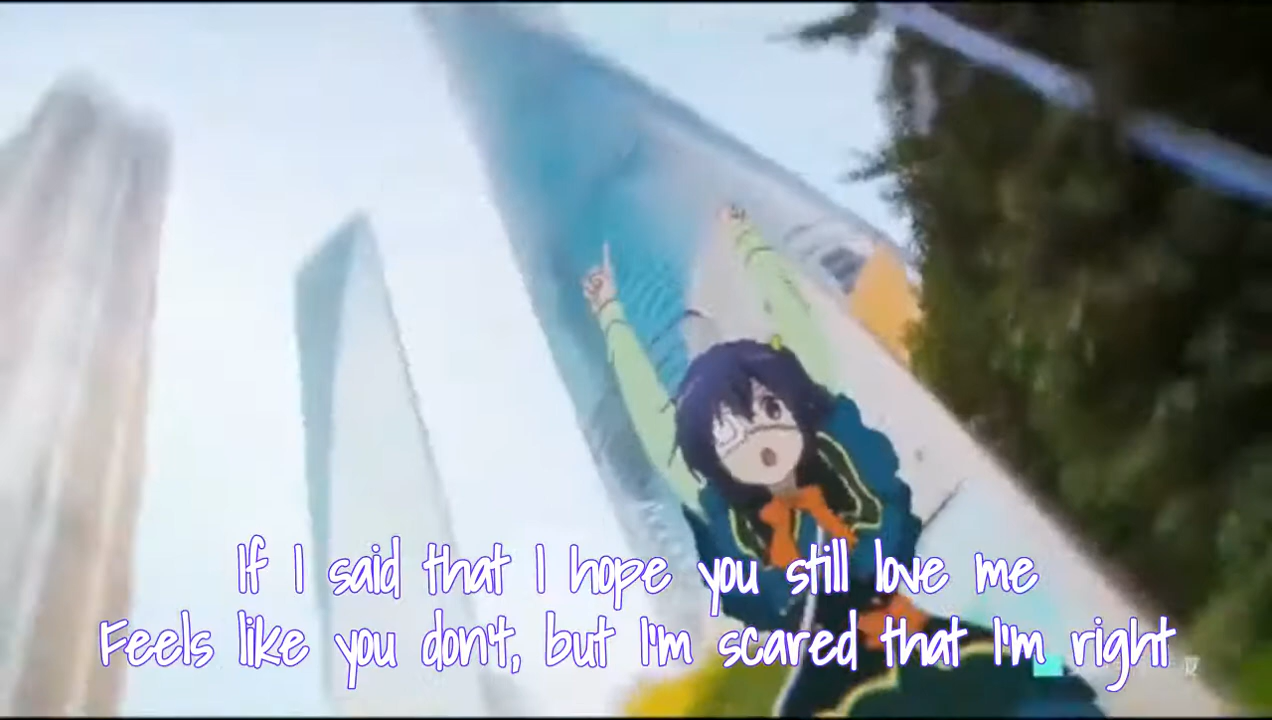 If I said that I hope you still love me
Feels like you don't, but I'm scared that I'm right